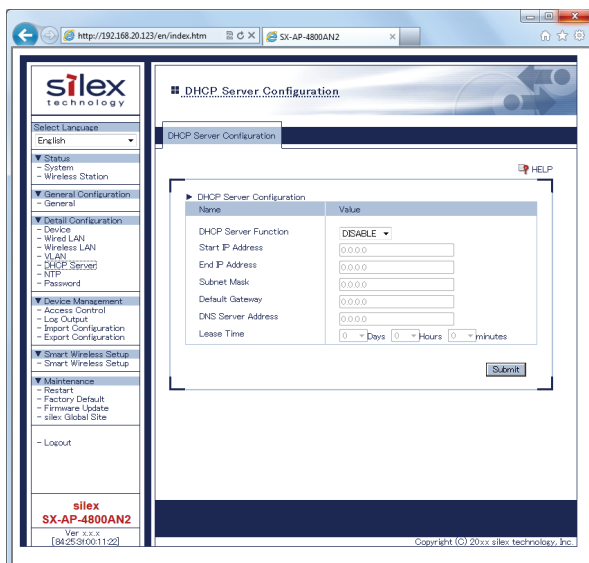 http://192.168.20.123/en/index.htm
SX-AP-4800AN2
silex
technology
Select Language
English
▼ Status
- System
- Wireless Station
▼ General Configuration
- General
▼ Detail Configuration
- Device
- Wired LAN
- Wireless LAN
- VLAN
- DHCP Server
- NTP
- Password
▼ Device Management
- Access Control
- Log Output
- Import Configuration
- Export Configuration
▼ Smart Wireless Setup
- Smart Wireless Setup
▼ Maintenance
- Restart
- Factory Default
- Firmware Update
- silex Global Site
- Logout
silex
SX-AP-4800AN2
Ver x.x.x
[84:25:3f:00:11:22]
DHCP Server Configuration
DHCP Server Configuration
HELP
▶ DHCP Server Configuration
Name Value
DHCP Server Function DISABLE
Start IP Address 0.0.0.0
End IP Address 0.0.0.0
Subnet Mask 0.0.0.0
Default Gateway 0.0.0.0
DNS Server Address 0.0.0.0
Lease Time 0 Days 0 Hours 0 minutes
Submit
Copyright (C) 20xx silex technology, Inc.